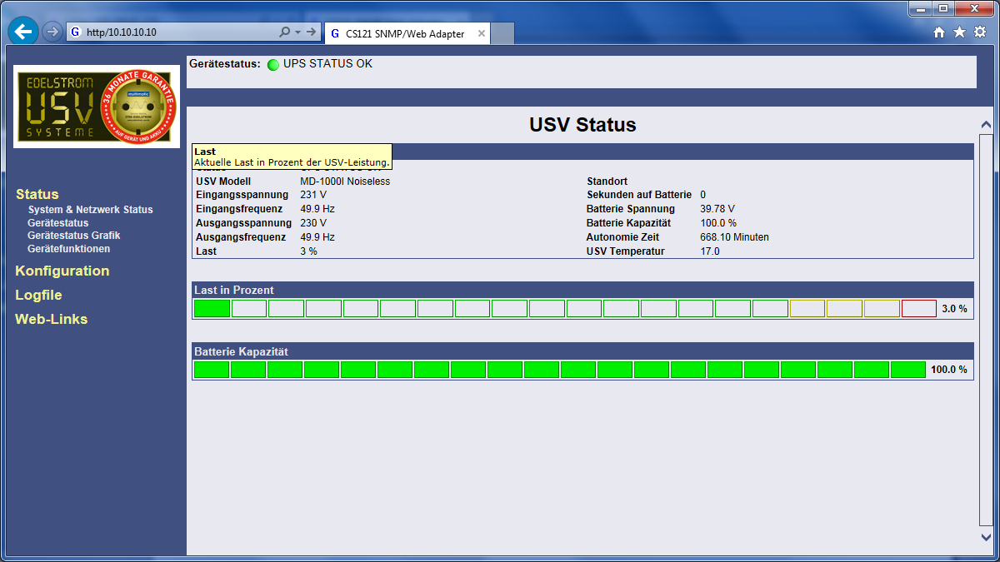 http/10.10.10.10
G CS121 SNMP/Web Adapter
EDELSTROM
USV
SYSTEME
36 MONATE GARANTIE
AUF GERÄT UND AKKU
Gerätestatus: UPS STATUS OK
USV Status
Last
Aktuelle Last in Prozent der USV-Leistung.
USV Modell MD-1000I Noiseless Standort
Eingangsspannung 231 V Sekunden auf Batterie 0
Eingangsfrequenz 49.9 Hz Batterie Spannung 39.78 V
Ausgangsspannung 230 V Batterie Kapazität 100.0 %
Ausgangsfrequenz 49.9 Hz Autonomie Zeit 668.10 Minuten
Last 3 % USV Temperatur 17.0
Status
System & Netzwerk Status
Gerätestatus
Gerätestatus Grafik
Gerätefunktionen
Konfiguration
Logfile
Web-Links
Last in Prozent
3.0 %
Batterie Kapazität
100.0 %